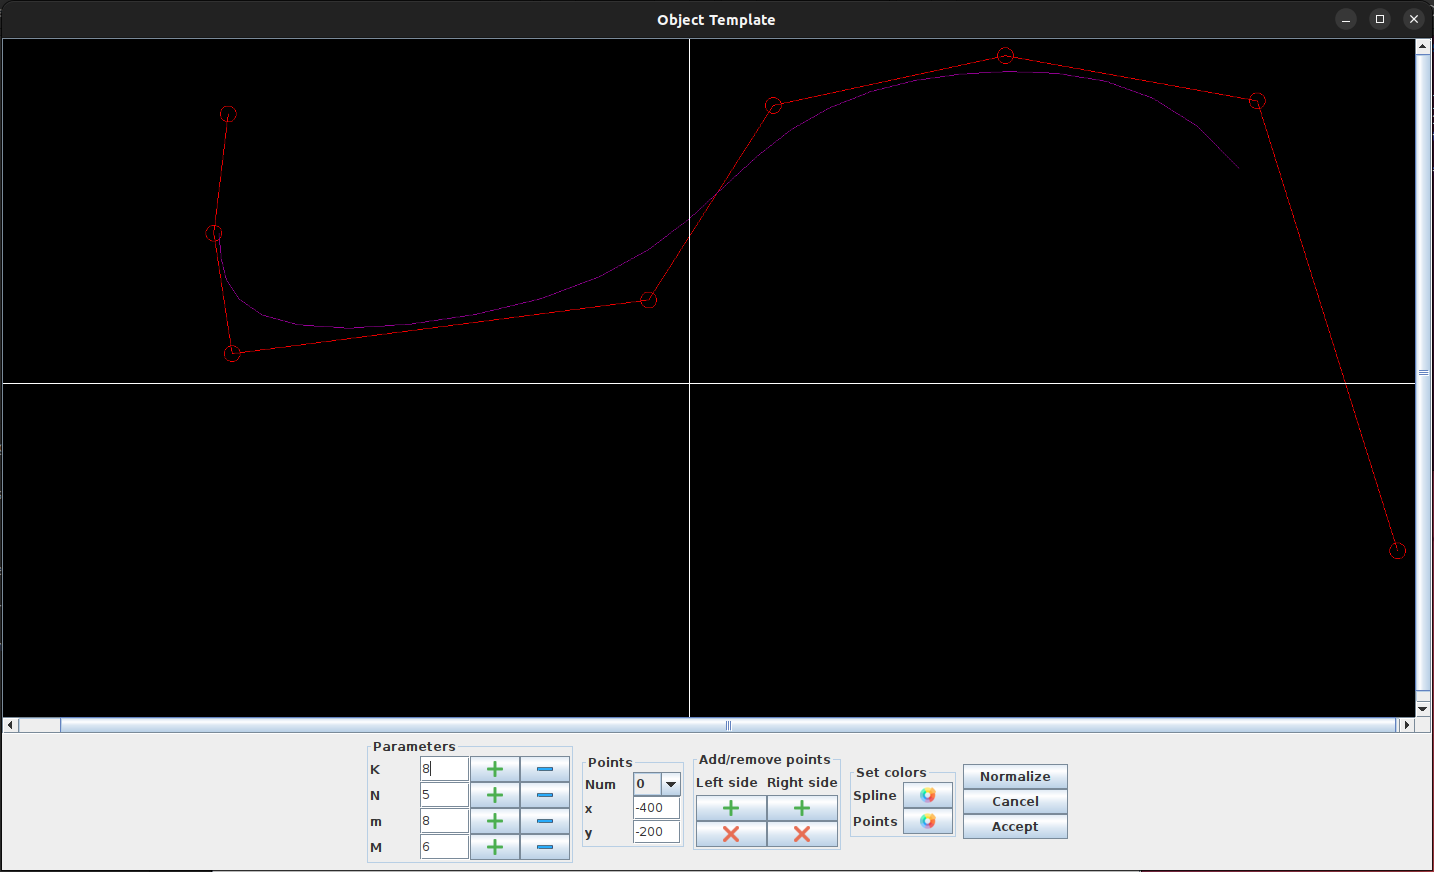 Object Template
Parameters
K 8
N 5
m 8
M 6
Points
Num 0
x -400
y -200
Add/remove points
Left side Right side
Set colors
Spline
Points
Normalize
Cancel
Accept